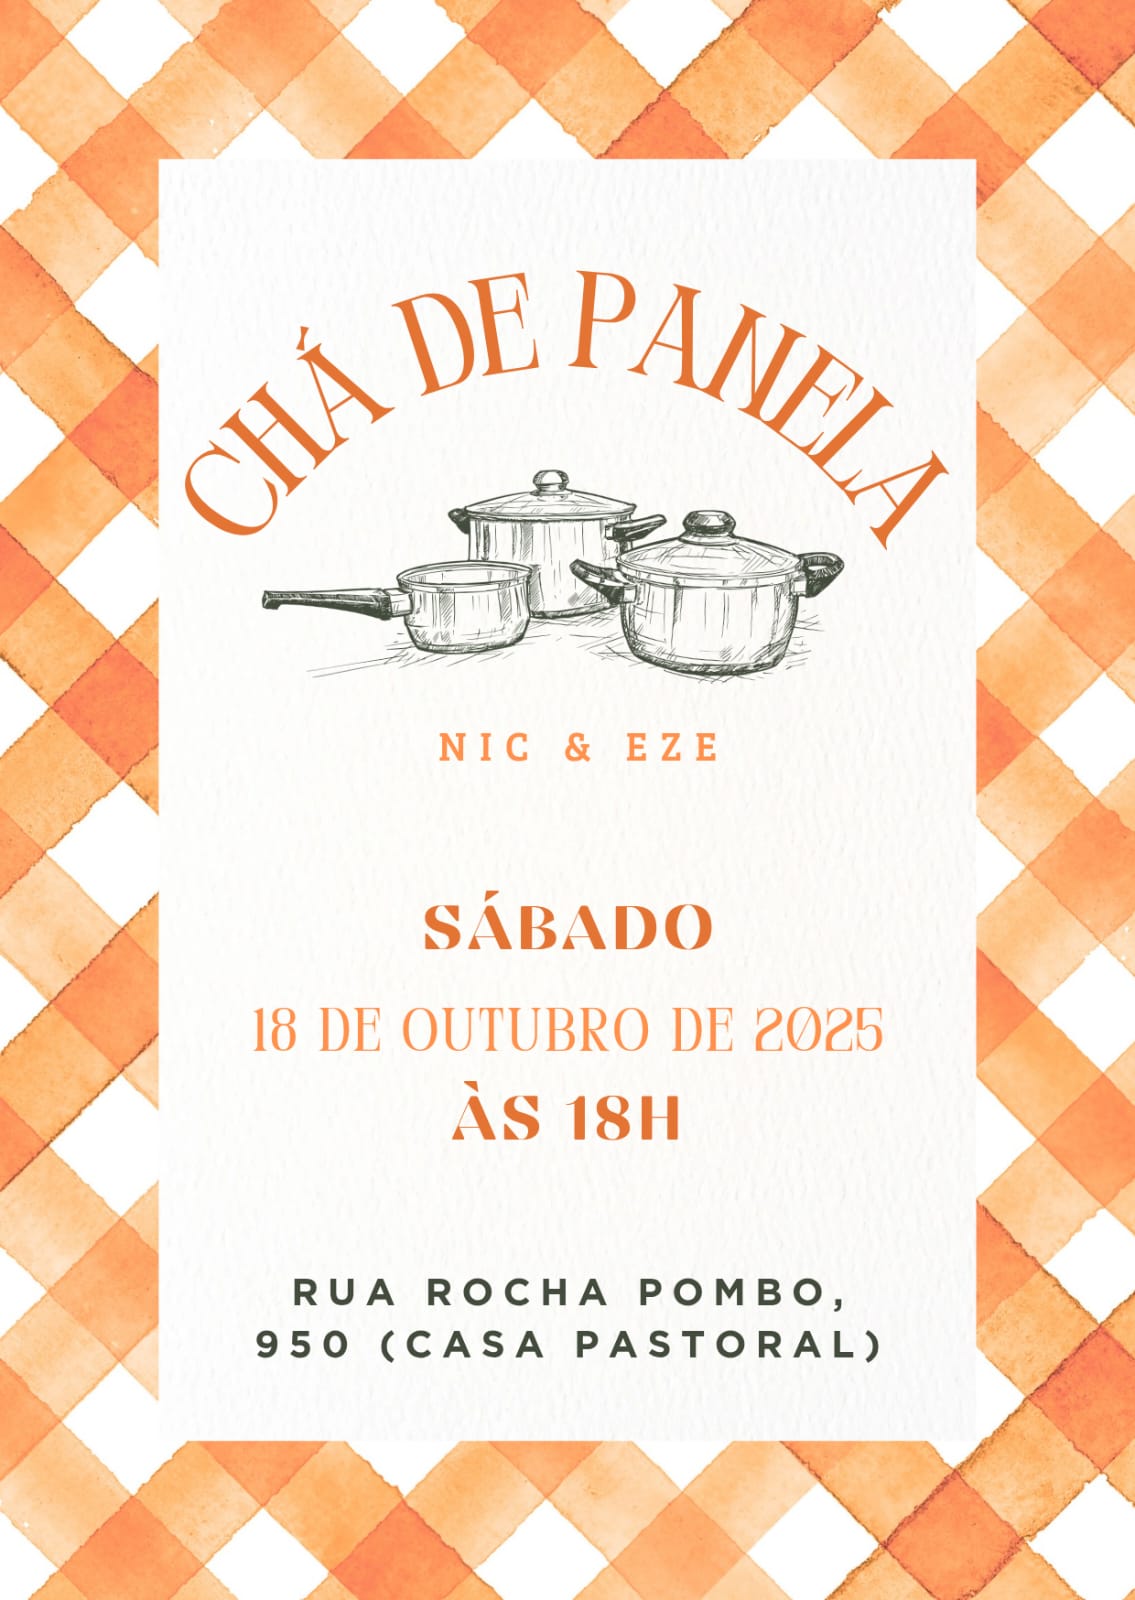 CHÁ DE PANELA
NIC & EZE
SÁBADO
18 DE OUTUBRO DE 2025
ÀS 18H
RUA ROCHA POMBO,
950 (CASA PASTORAL)